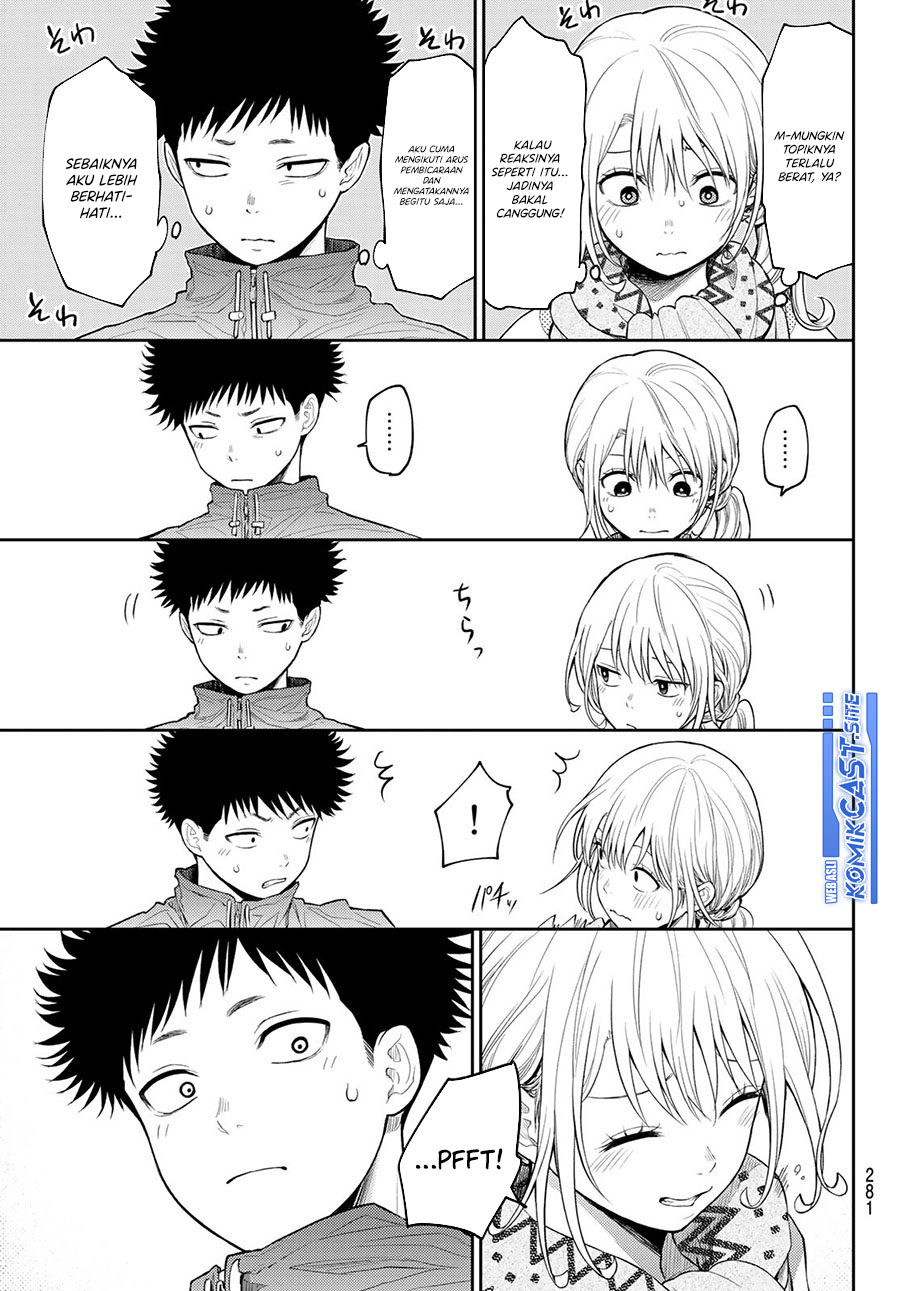 そわ
M-MUNGKIN
TOPIKNYA
TERLALU
BERAT, YA?
そわ
KALAU
REAKSINYA
SEPERTI ITU...
JADINYA
BAKAL
CANGGUNG!
そわ
AKU CUMA
MENGIKUTI ARUS
PEMBICARAAN
DAN
MENGATAKANNYA
BEGITU SAJA...
そわ
SEBAIKNYA
AKU LEBIH
BERHATI-
HATI...
そわ
......
......
ちらっ
!
パチッ
...PFFT!
WEB ASLI
KOMIKCAST.SITE
281